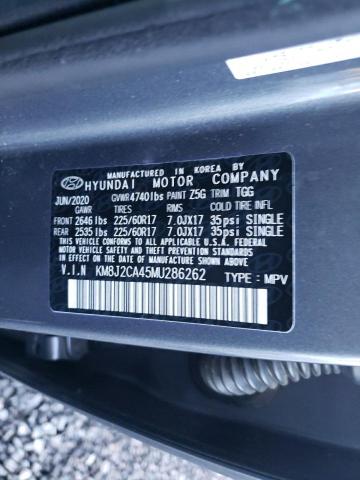 MANUFACTURED IN KOREA BY
HYUNDAI MOTOR COMPANY
JUN/2020 GVWR 4740lbs PAINT Z5G TRIM TGG
GAWR TIRES RIMS COLD TIRE INFL
FRONT 2646 lbs 225/60R17 7.0JX17 35psi SINGLE
REAR 2535 lbs 225/60R17 7.0JX17 35psi SINGLE
THIS VEHICLE CONFORMS TO ALL APPLICABLE U.S. FEDERAL
MOTOR VEHICLE SAFETY AND THEFT PREVENTION STANDARDS
IN EFFECT ON THE DATE OF MANUFACTURE SHOWN ABOVE.
V.I.N KM8J2CA45MU286262 TYPE : MPV